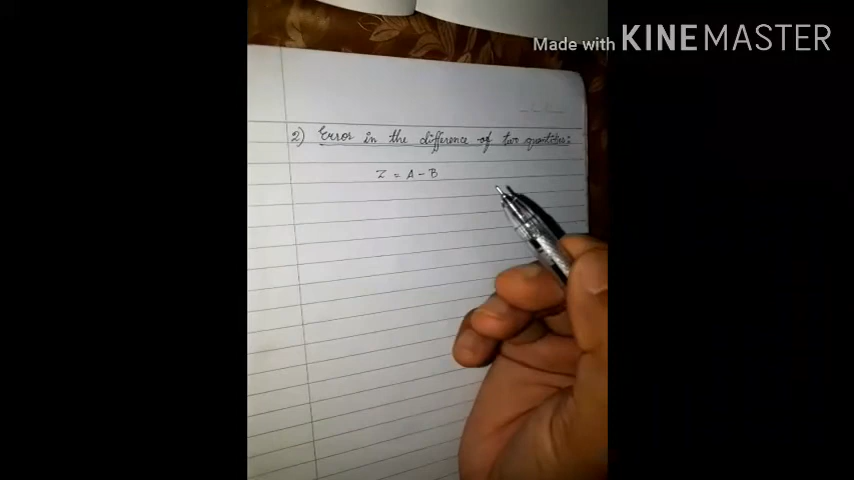 Made with KINEMASTER
2) Error in the difference of two quantities:
Z = A - B